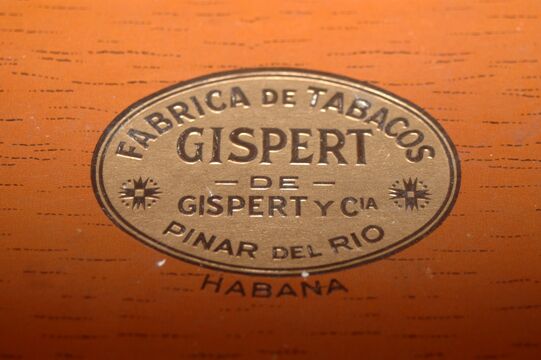 FABRICA DE TABACOS
GISPERT
— DE —
GISPERT Y CIA
PINAR DEL RIO
HABANA